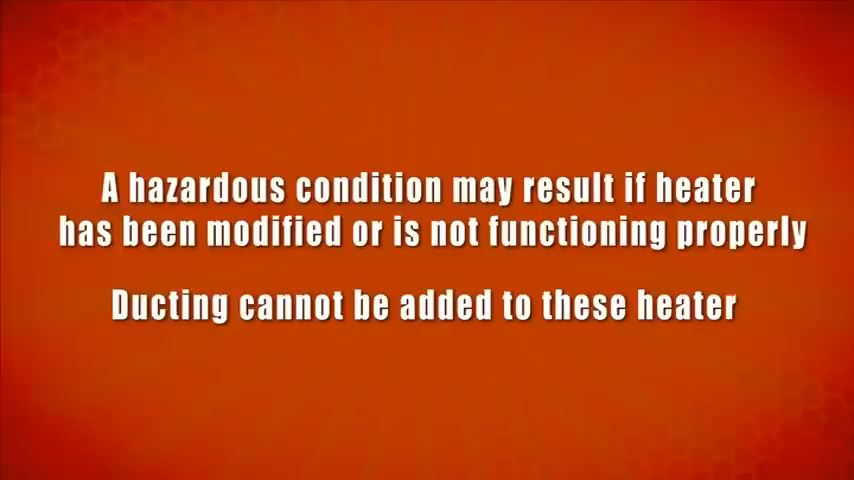 A hazardous condition may result if heater
has been modified or is not functioning properly
Ducting cannot be added to these heater